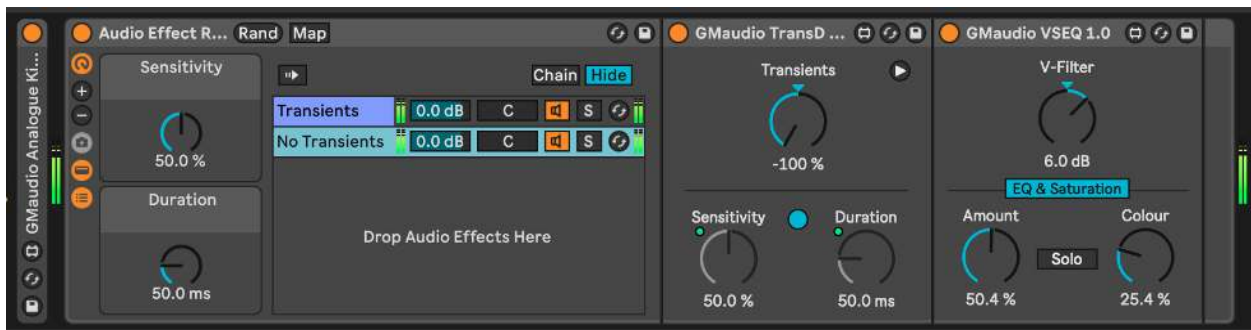 GMaudio Analogue Ki...
Audio Effect R... Rand Map
Sensitivity
50.0 %
Duration
50.0 ms
Chain Hide
Transients 0.0 dB C S
No Transients 0.0 dB C S
Drop Audio Effects Here
GMaudio TransD ...
Transients
-100 %
Sensitivity Duration
50.0 % 50.0 ms
GMaudio VSEQ 1.0
V-Filter
6.0 dB
EQ & Saturation
Amount Colour
Solo
50.4 % 25.4 %